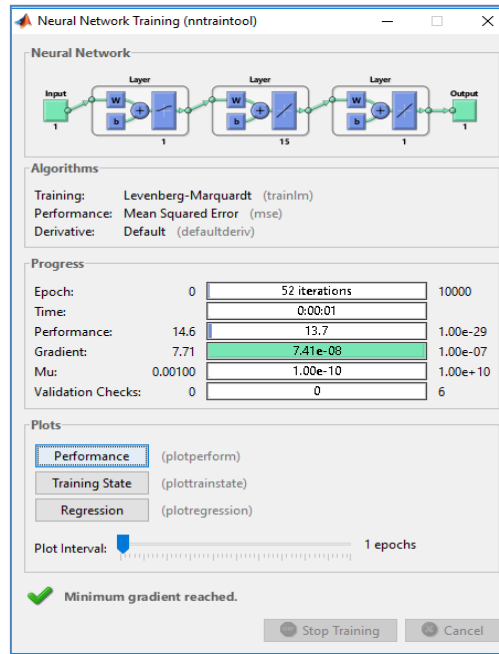 Neural Network Training (nntraintool)
Neural Network
Layer Layer Layer
Input Output
W W W
b b b
1 1 15 1 1
Algorithms
Training: Levenberg-Marquardt (trainlm)
Performance: Mean Squared Error (mse)
Derivative: Default (defaultderiv)
Progress
Epoch: 0 52 iterations 10000
Time: 0:00:01
Performance: 14.6 13.7 1.00e-29
Gradient: 7.71 7.41e-08 1.00e-07
Mu: 0.00100 1.00e-10 1.00e+10
Validation Checks: 0 0 6
Plots
Performance (plotperform)
Training State (plottrainstate)
Regression (plotregression)
Plot Interval: 1 epochs
Minimum gradient reached.
Stop Training Cancel